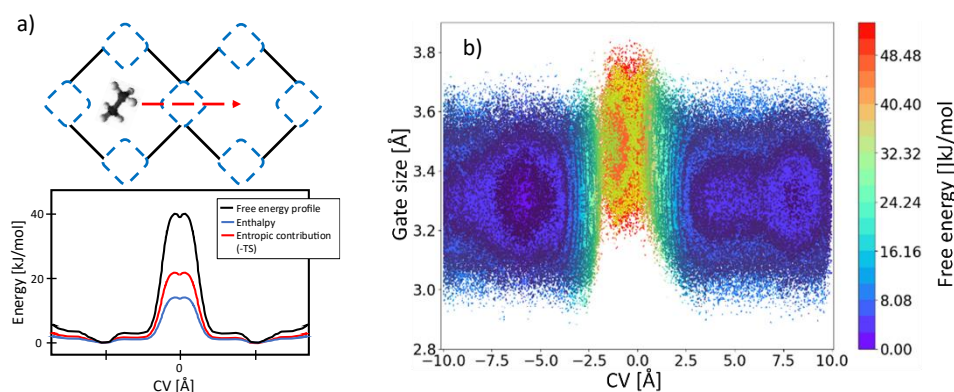 a)
Energy [kJ/mol]
40
20
0
Free energy profile
Enthalpy
Entropic contribution
(-TS)
0
CV [Å]
b)
Gate size [Å]
3.8
3.6
3.4
3.2
3.0
2.8
−10.0
−7.5
−5.0
−2.5
0.0
2.5
5.0
7.5
10.0
CV [Å]
48.48
40.40
32.32
24.24
16.16
8.08
0.00
Free energy []kJ/mol